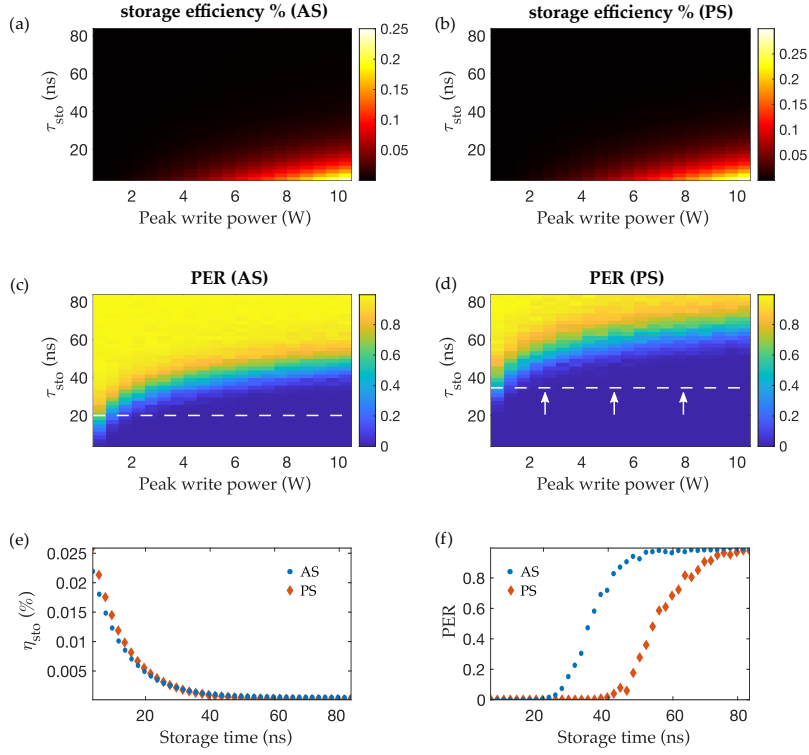 (a) storage efficiency % (AS)
80
60
40
20
τsto (ns)
2 4 6 8 10
Peak write power (W)
0.25
0.2
0.15
0.1
0.05
(b) storage efficiency % (PS)
80
60
40
20
τsto (ns)
2 4 6 8 10
Peak write power (W)
0.25
0.2
0.15
0.1
0.05
(c) PER (AS)
80
60
40
20
τsto (ns)
2 4 6 8 10
Peak write power (W)
0.8
0.6
0.4
0.2
0
(d) PER (PS)
80
60
40
20
τsto (ns)
2 4 6 8 10
Peak write power (W)
0.8
0.6
0.4
0.2
0
(e)
0.025
0.02
0.015
0.01
0.005
ηsto (%)
AS
PS
20 40 60 80
Storage time (ns)
(f)
0.8
0.6
0.4
0.2
0
PER
AS
PS
20 40 60 80
Storage time (ns)